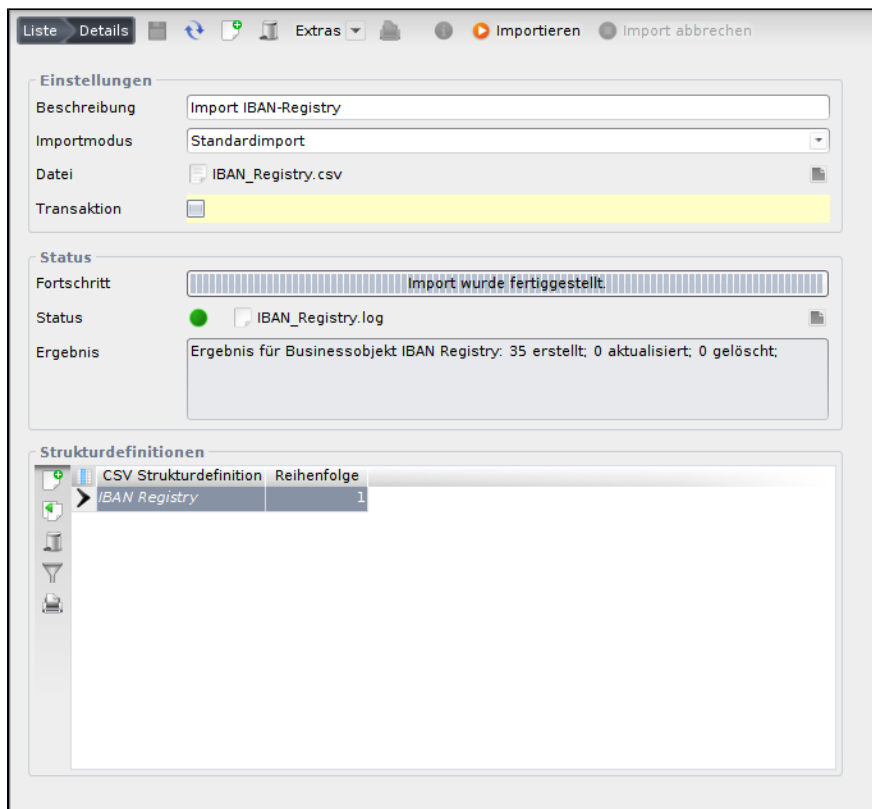 Liste Details Extras Importieren Import abbrechen
Einstellungen
Beschreibung Import IBAN-Registry
Importmodus Standardimport
Datei IBAN_Registry.csv
Transaktion
Status
Fortschritt Import wurde fertiggestellt.
Status IBAN_Registry.log
Ergebnis Ergebnis für Businessobjekt IBAN Registry: 35 erstellt; 0 aktualisiert; 0 gelöscht;
Strukturdefinitionen
CSV Strukturdefinition Reihenfolge
IBAN Registry 1